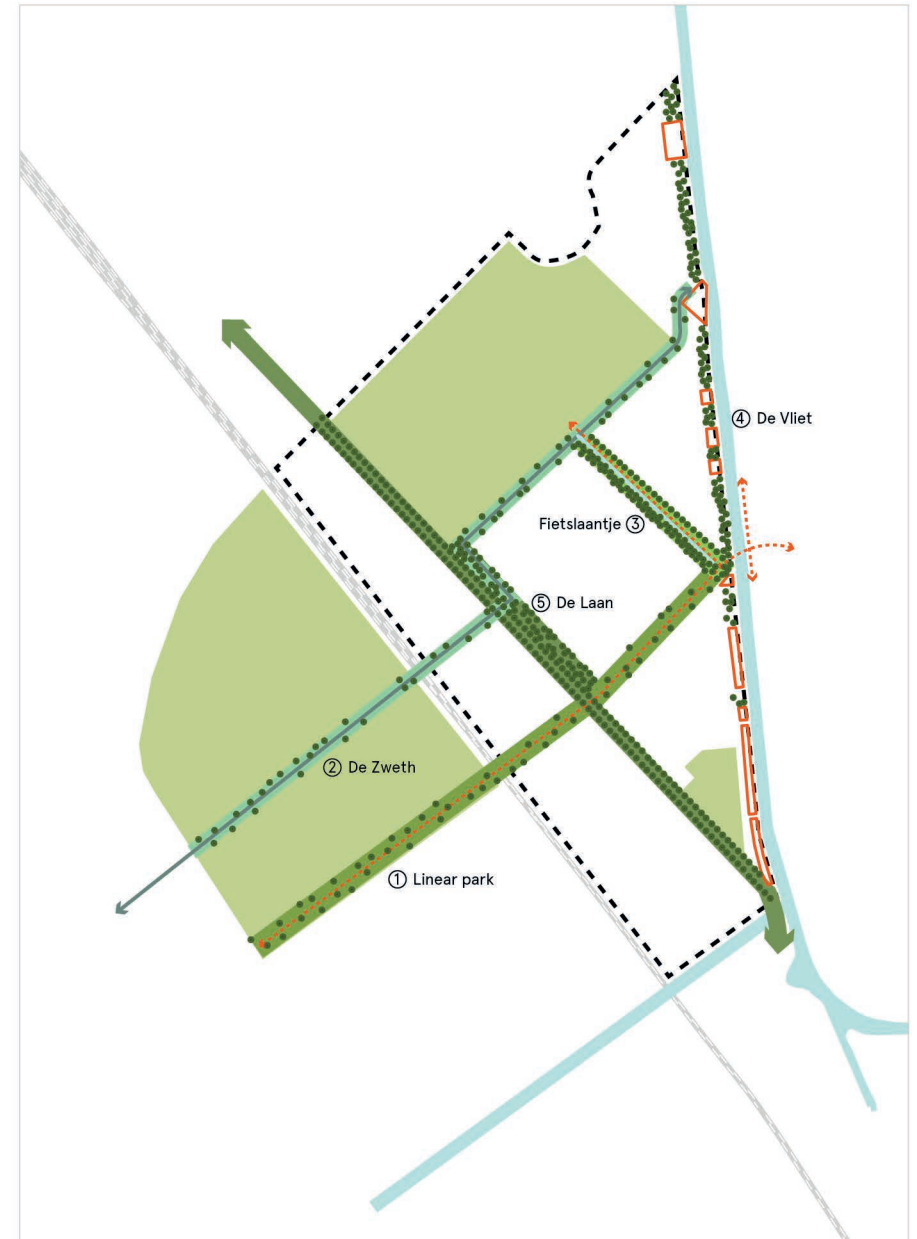 ④ De Vliet
Fietslaantje ③
⑤ De Laan
② De Zweth
① Linear park